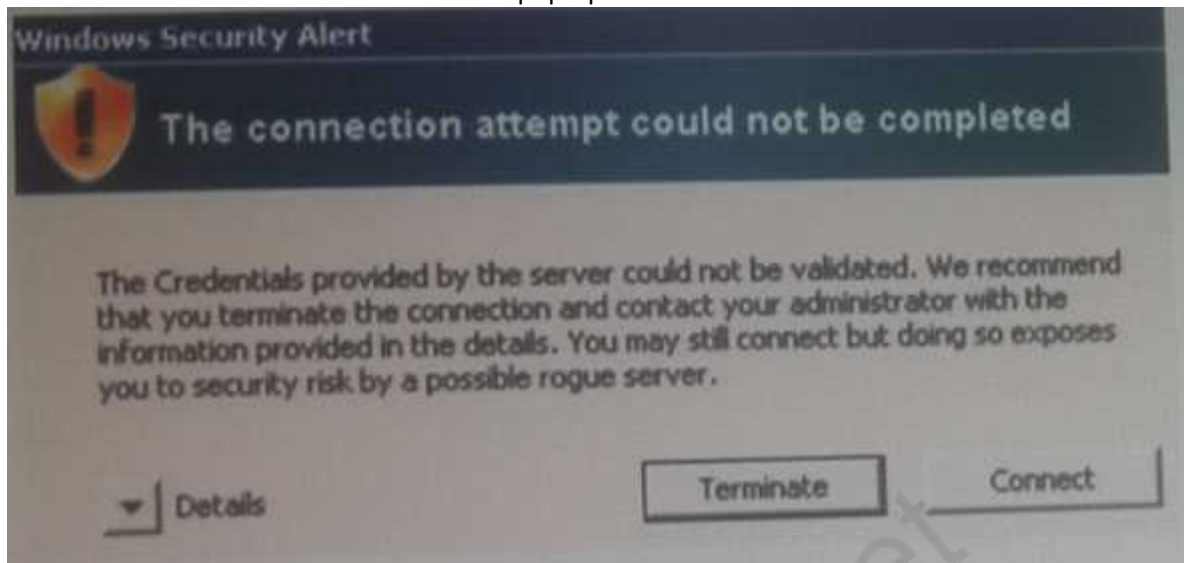 Windows Security Alert
The connection attempt could not be completed
The Credentials provided by the server could not be validated. We recommend
that you terminate the connection and contact your administrator with the
information provided in the details. You may still connect but doing so exposes
you to security risk by a possible rogue server.
Details
Terminate
Connect